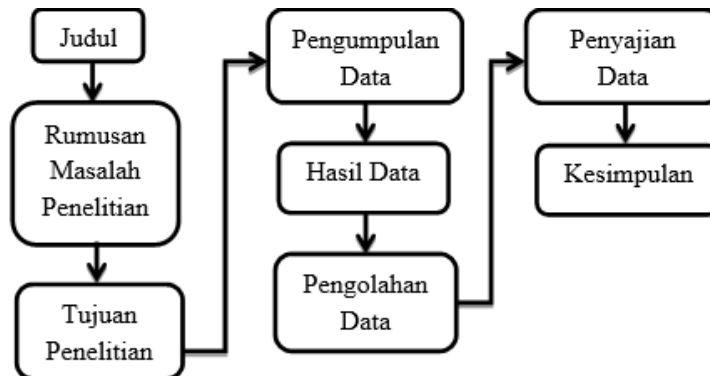 Judul
Rumusan
Masalah
Penelitian
Tujuan
Penelitian
Pengumpulan
Data
Hasil Data
Pengolahan
Data
Penyajian
Data
Kesimpulan